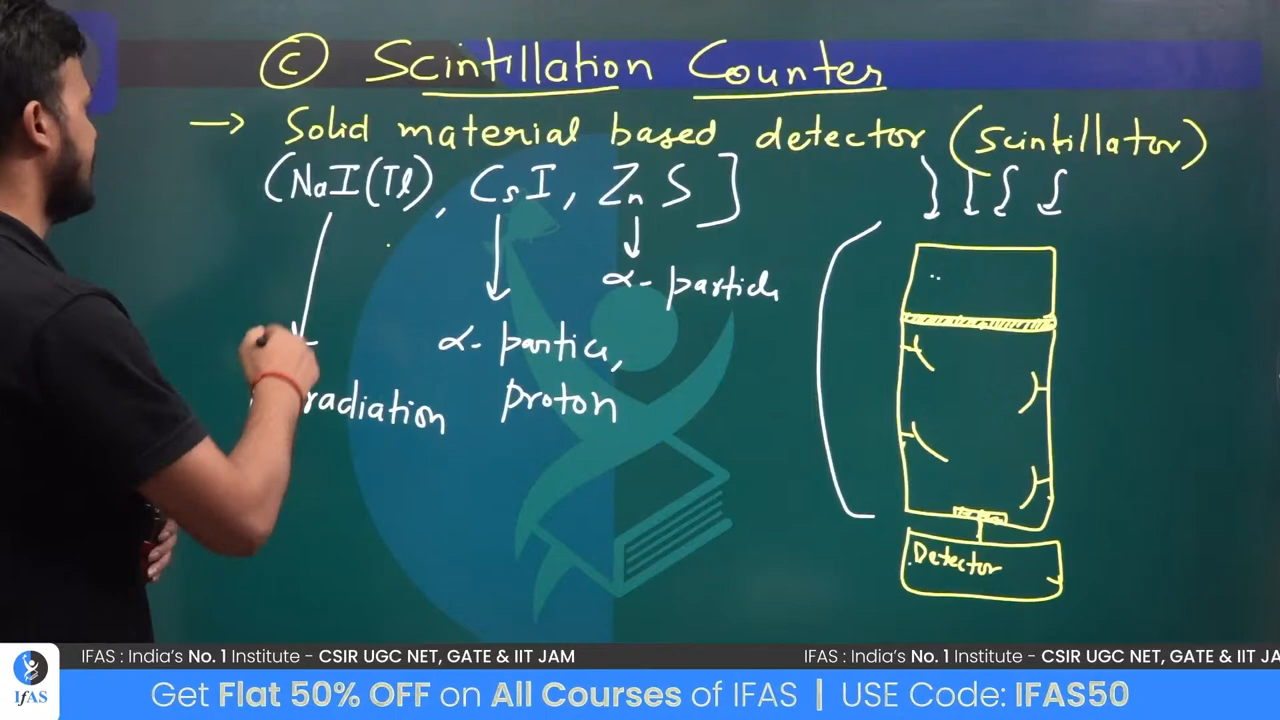 (c) Scintillation Counter
→ Solid material based detector (scintillator)
(NaI(Tl), CsI, ZnS]
α- particle
α- particle,
proton
radiation
Detector
IFAS : India's No. 1 Institute - CSIR UGC NET, GATE & IIT JAM
IFAS : India's No. 1 Institute - CSIR UGC NET, GATE & IIT JA
IFAS
Get Flat 50% OFF on All Courses of IFAS | USE Code: IFAS50